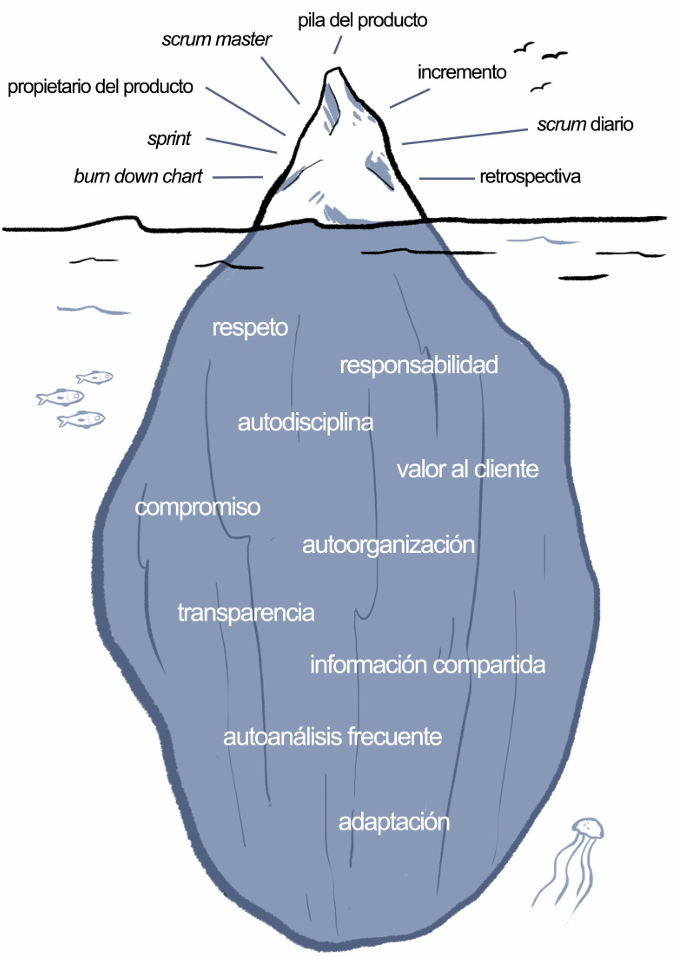 pila del producto
scrum master
incremento
propietario del producto
scrum diario
sprint
burn down chart
retrospectiva
respeto
responsabilidad
autodisciplina
valor al cliente
compromiso
autoorganización
transparencia
información compartida
autoanálisis frecuente
adaptación